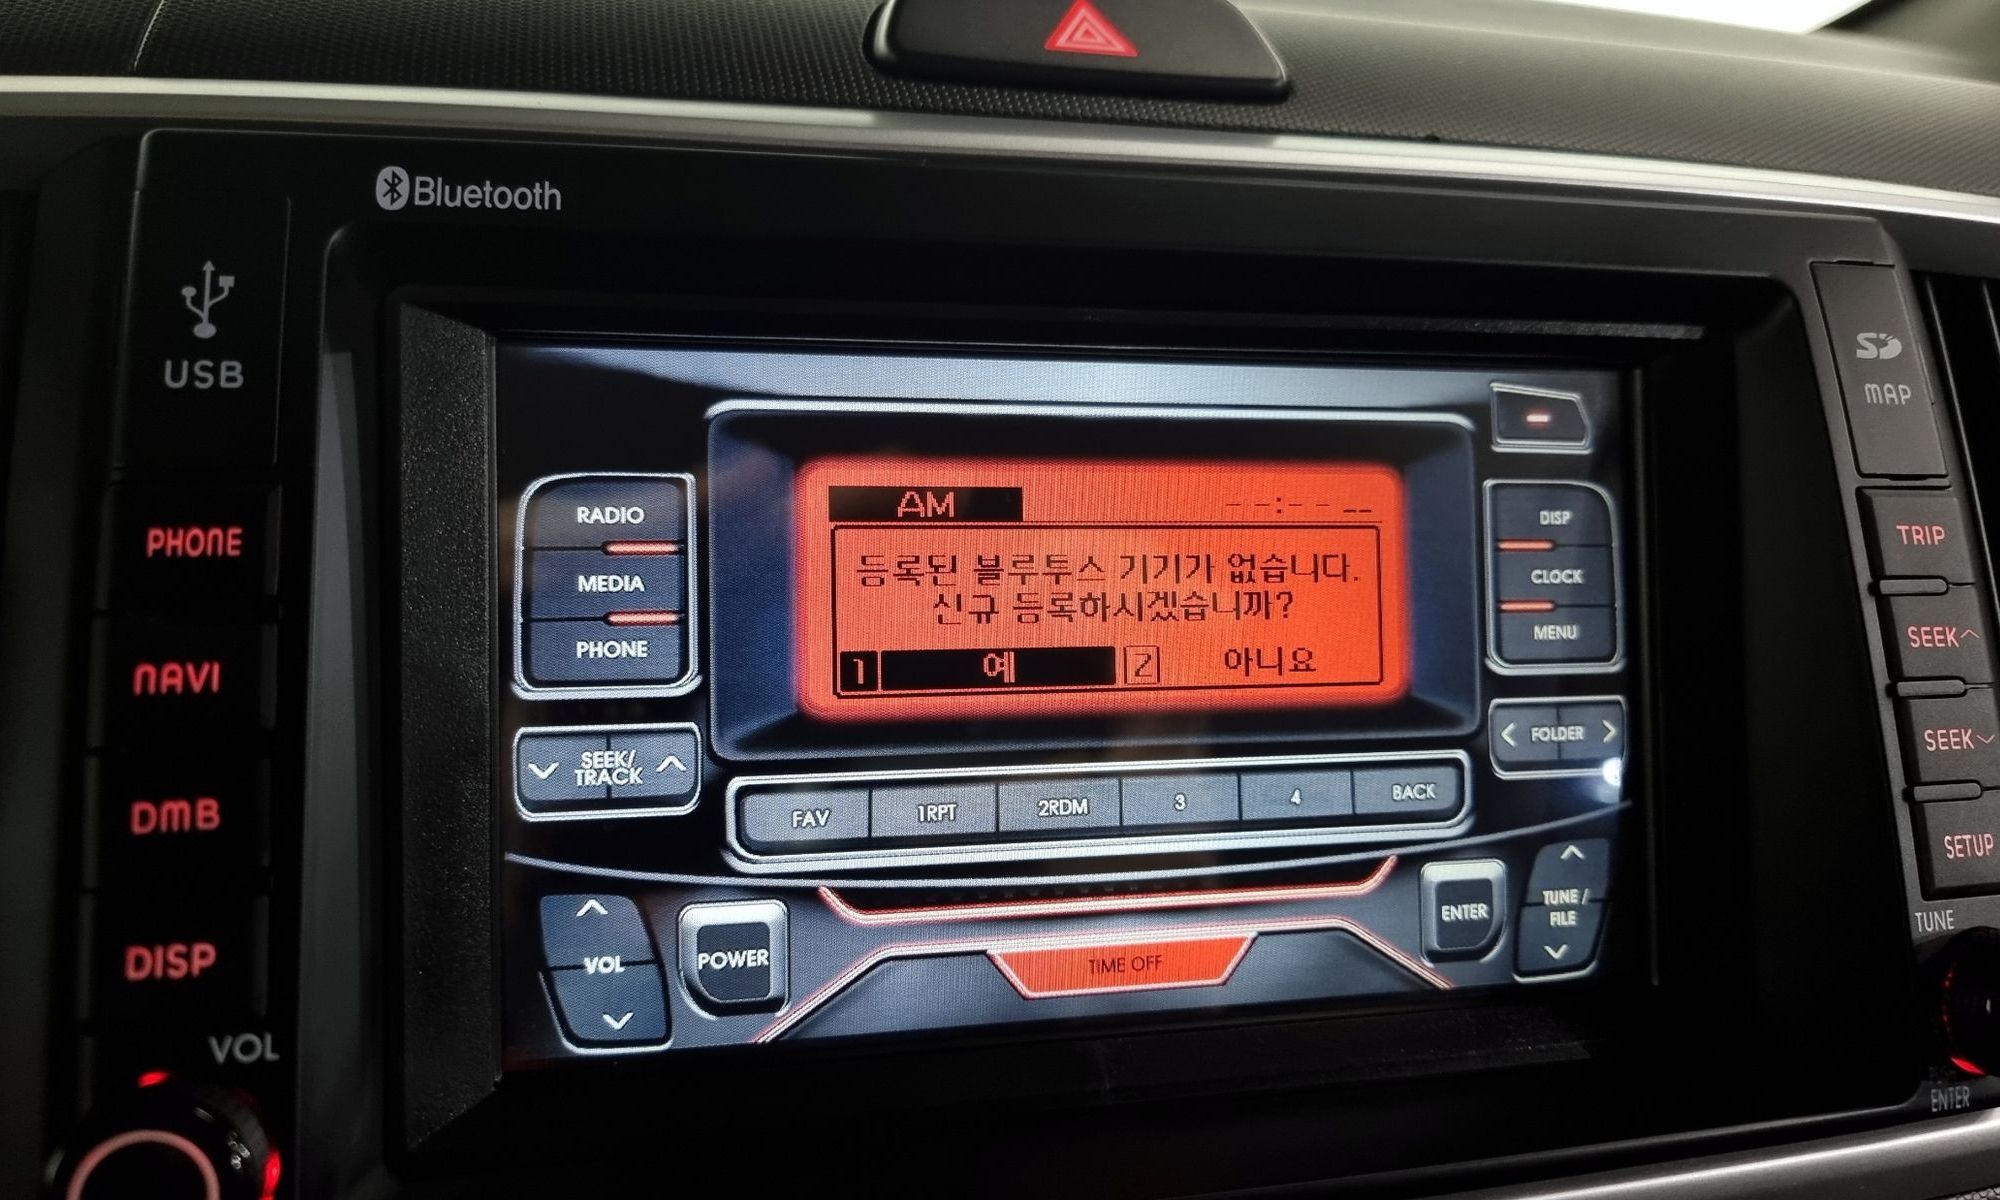 Bluetooth
USB
PHONE
NAVI
DMB
DISP
VOL
RADIO
MEDIA
PHONE
SEEK/
TRACK
AM
--:-- --
등록된 블루투스 기기가 없습니다.
신규 등록하시겠습니까?
1 예 2 아니요
DISP
CLOCK
MENU
< FOLDER >
FAV 1RPT 2RDM 3 4 BACK
VOL
POWER
TIME OFF
ENTER
TUNE /
FILE
SD
MAP
TRIP
SEEK
SEEK
SETUP
TUNE
ENTER